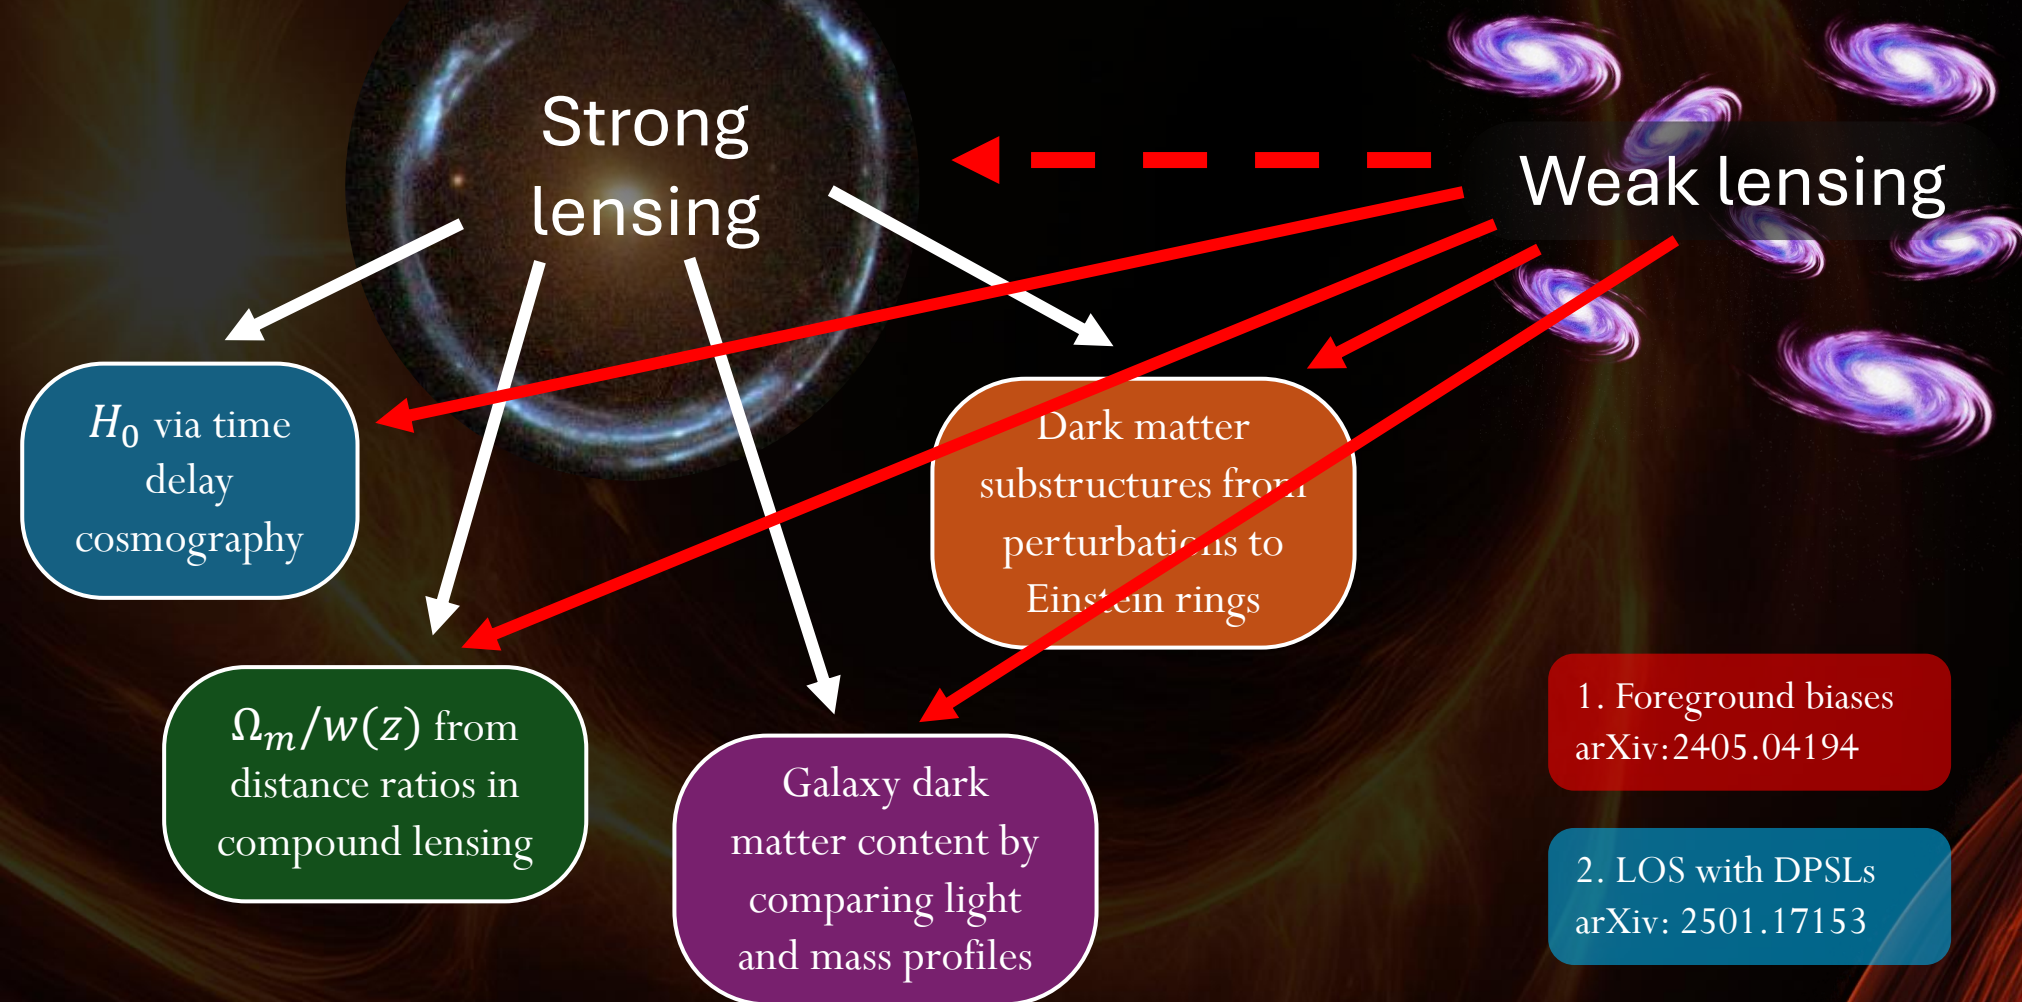 Strong
lensing
Weak lensing
𝐻₀ via time
delay
cosmography
Dark matter
substructures from
perturbations to
Einstein rings
Ωₘ/𝑤(𝑧) from
distance ratios in
compound lensing
Galaxy dark
matter content by
comparing light
and mass profiles
1. Foreground biases
arXiv:2405.04194
2. LOS with DPSLs
arXiv: 2501.17153